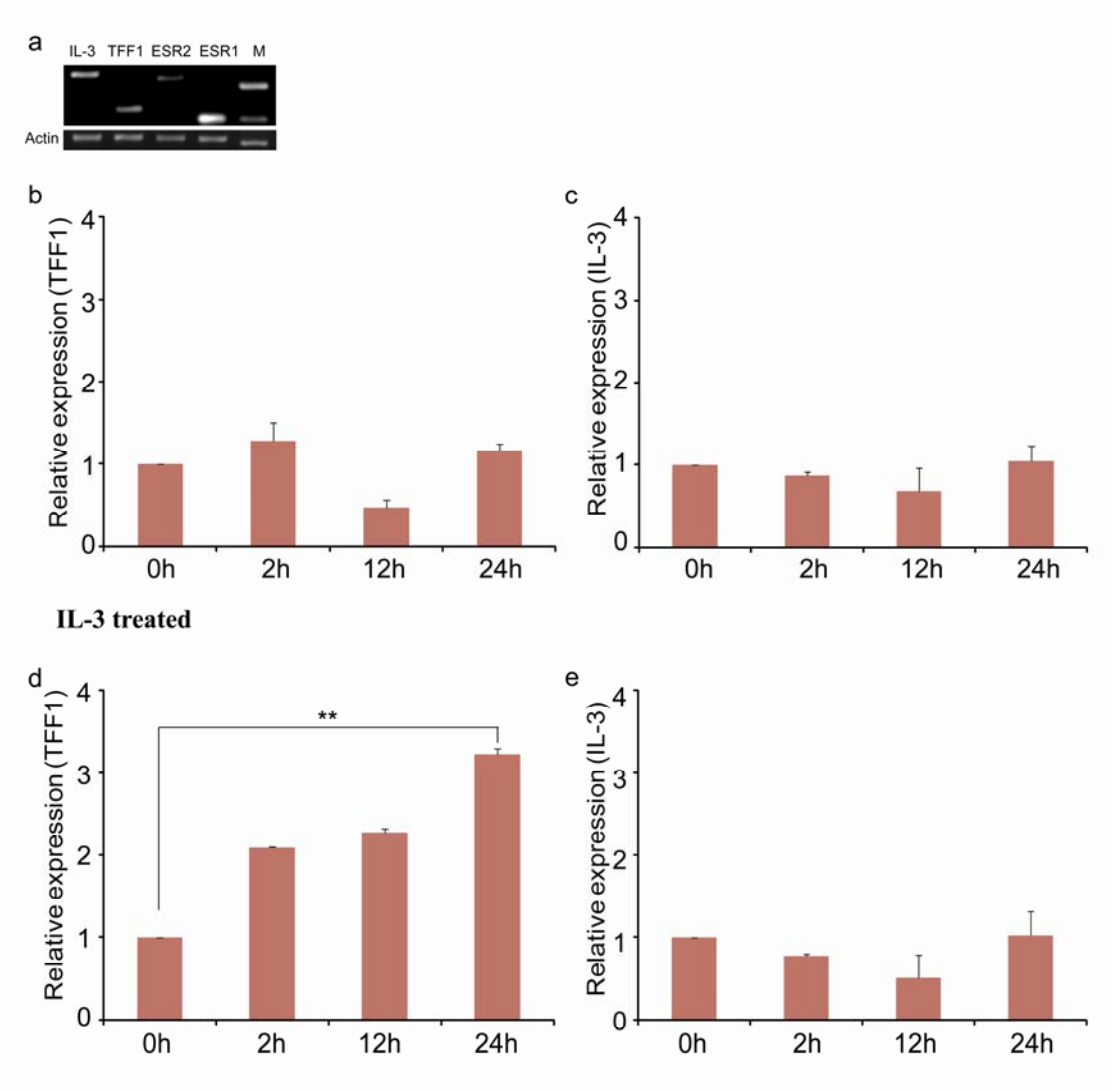 a
IL-3 TFF1 ESR2 ESR1 M
Actin
b
Relative expression (TFF1)
4
3
2
1
0
0h 2h 12h 24h
c
Relative expression (IL-3)
4
3
2
1
0
0h 2h 12h 24h
IL-3 treated
d
Relative expression (TFF1)
4
3
2
1
0
**
0h 2h 12h 24h
e
Relative expression (IL-3)
4
3
2
1
0
0h 2h 12h 24h